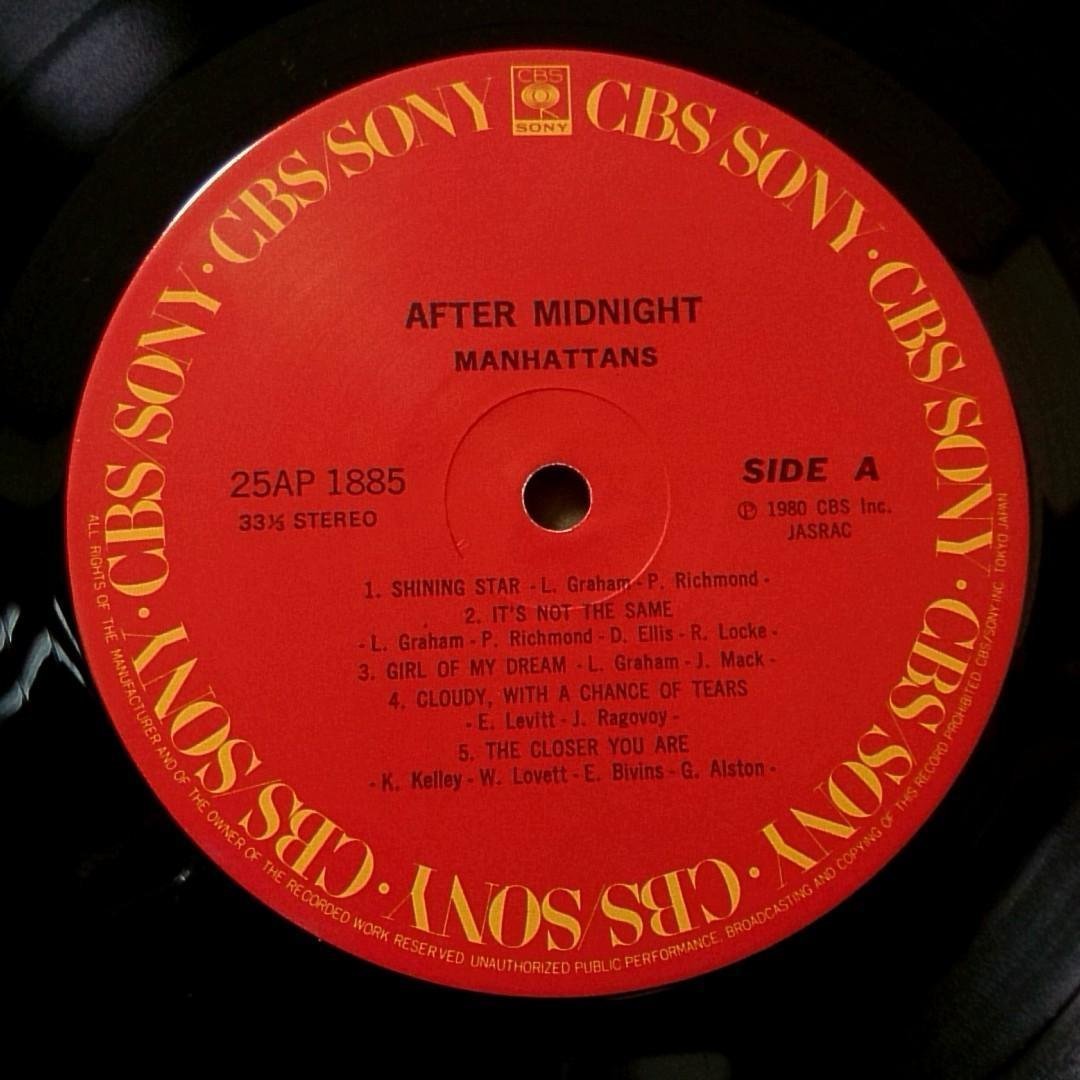 CBS
SONY
CBS/SONY · CBS/SONY · CBS/SONY · CBS/SONY · CBS/SONY · CBS/SONY · CBS/SONY · CBS/SONY
AFTER MIDNIGHT
MANHATTANS
25AP 1885
33⅓ STEREO
SIDE A
Ⓟ 1980 CBS Inc.
JASRAC
1. SHINING STAR - L. Graham - P. Richmond -
2. IT'S NOT THE SAME
- L. Graham - P. Richmond - D. Ellis - R. Locke -
3. GIRL OF MY DREAM - L. Graham - J. Mack -
4. CLOUDY, WITH A CHANCE OF TEARS
- E. Levitt - J. Ragovoy -
5. THE CLOSER YOU ARE
- K. Kelley - W. Lovett - E. Bivins - G. Alston -
ALL RIGHTS OF THE MANUFACTURER AND OF THE OWNER OF THE RECORDED WORK RESERVED UNAUTHORIZED PUBLIC PERFORMANCE, BROADCASTING AND COPYING OF THIS RECORD PROHIBITED CBS/SONY INC. TOKYO JAPAN